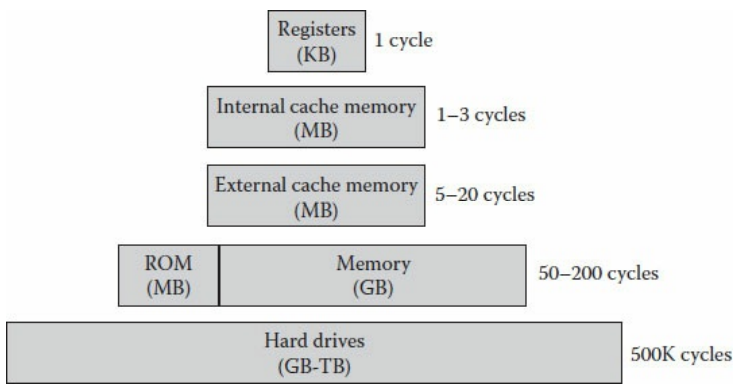 Registers
(KB)
1 cycle
Internal cache memory
(MB)
1–3 cycles
External cache memory
(MB)
5–20 cycles
ROM
(MB)
Memory
(GB)
50–200 cycles
Hard drives
(GB-TB)
500K cycles